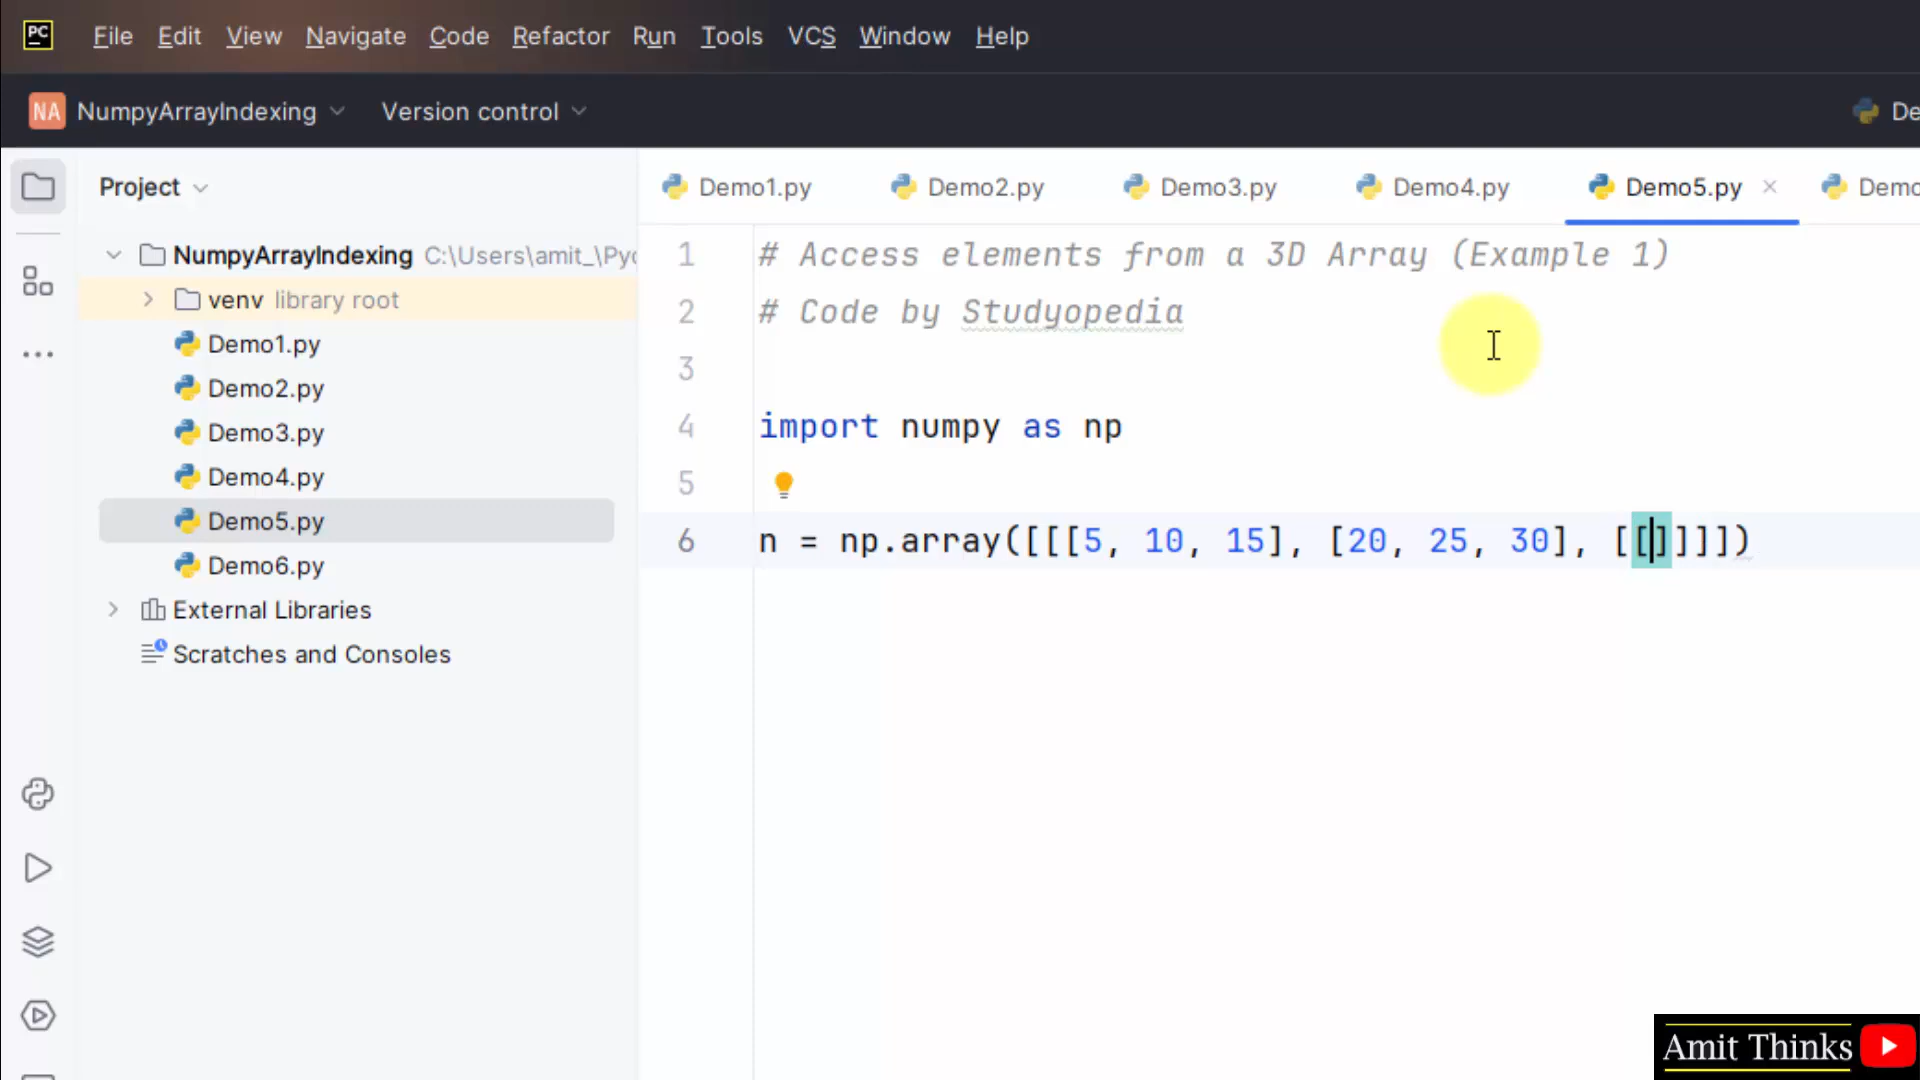 PC File Edit View Navigate Code Refactor Run Tools VCS Window Help
NA NumpyArrayIndexing Version control De
Project
Demo1.py Demo2.py Demo3.py Demo4.py Demo5.py Demo
NumpyArrayIndexing C:\Users\amit_\Pyc
venv library root
Demo1.py
Demo2.py
Demo3.py
Demo4.py
Demo5.py
Demo6.py
External Libraries
Scratches and Consoles
1 # Access elements from a 3D Array (Example 1)
2 # Code by Studyopedia
3
4 import numpy as np
5
6 n = np.array([[[5, 10, 15], [20, 25, 30], [[]]]])
Amit Thinks